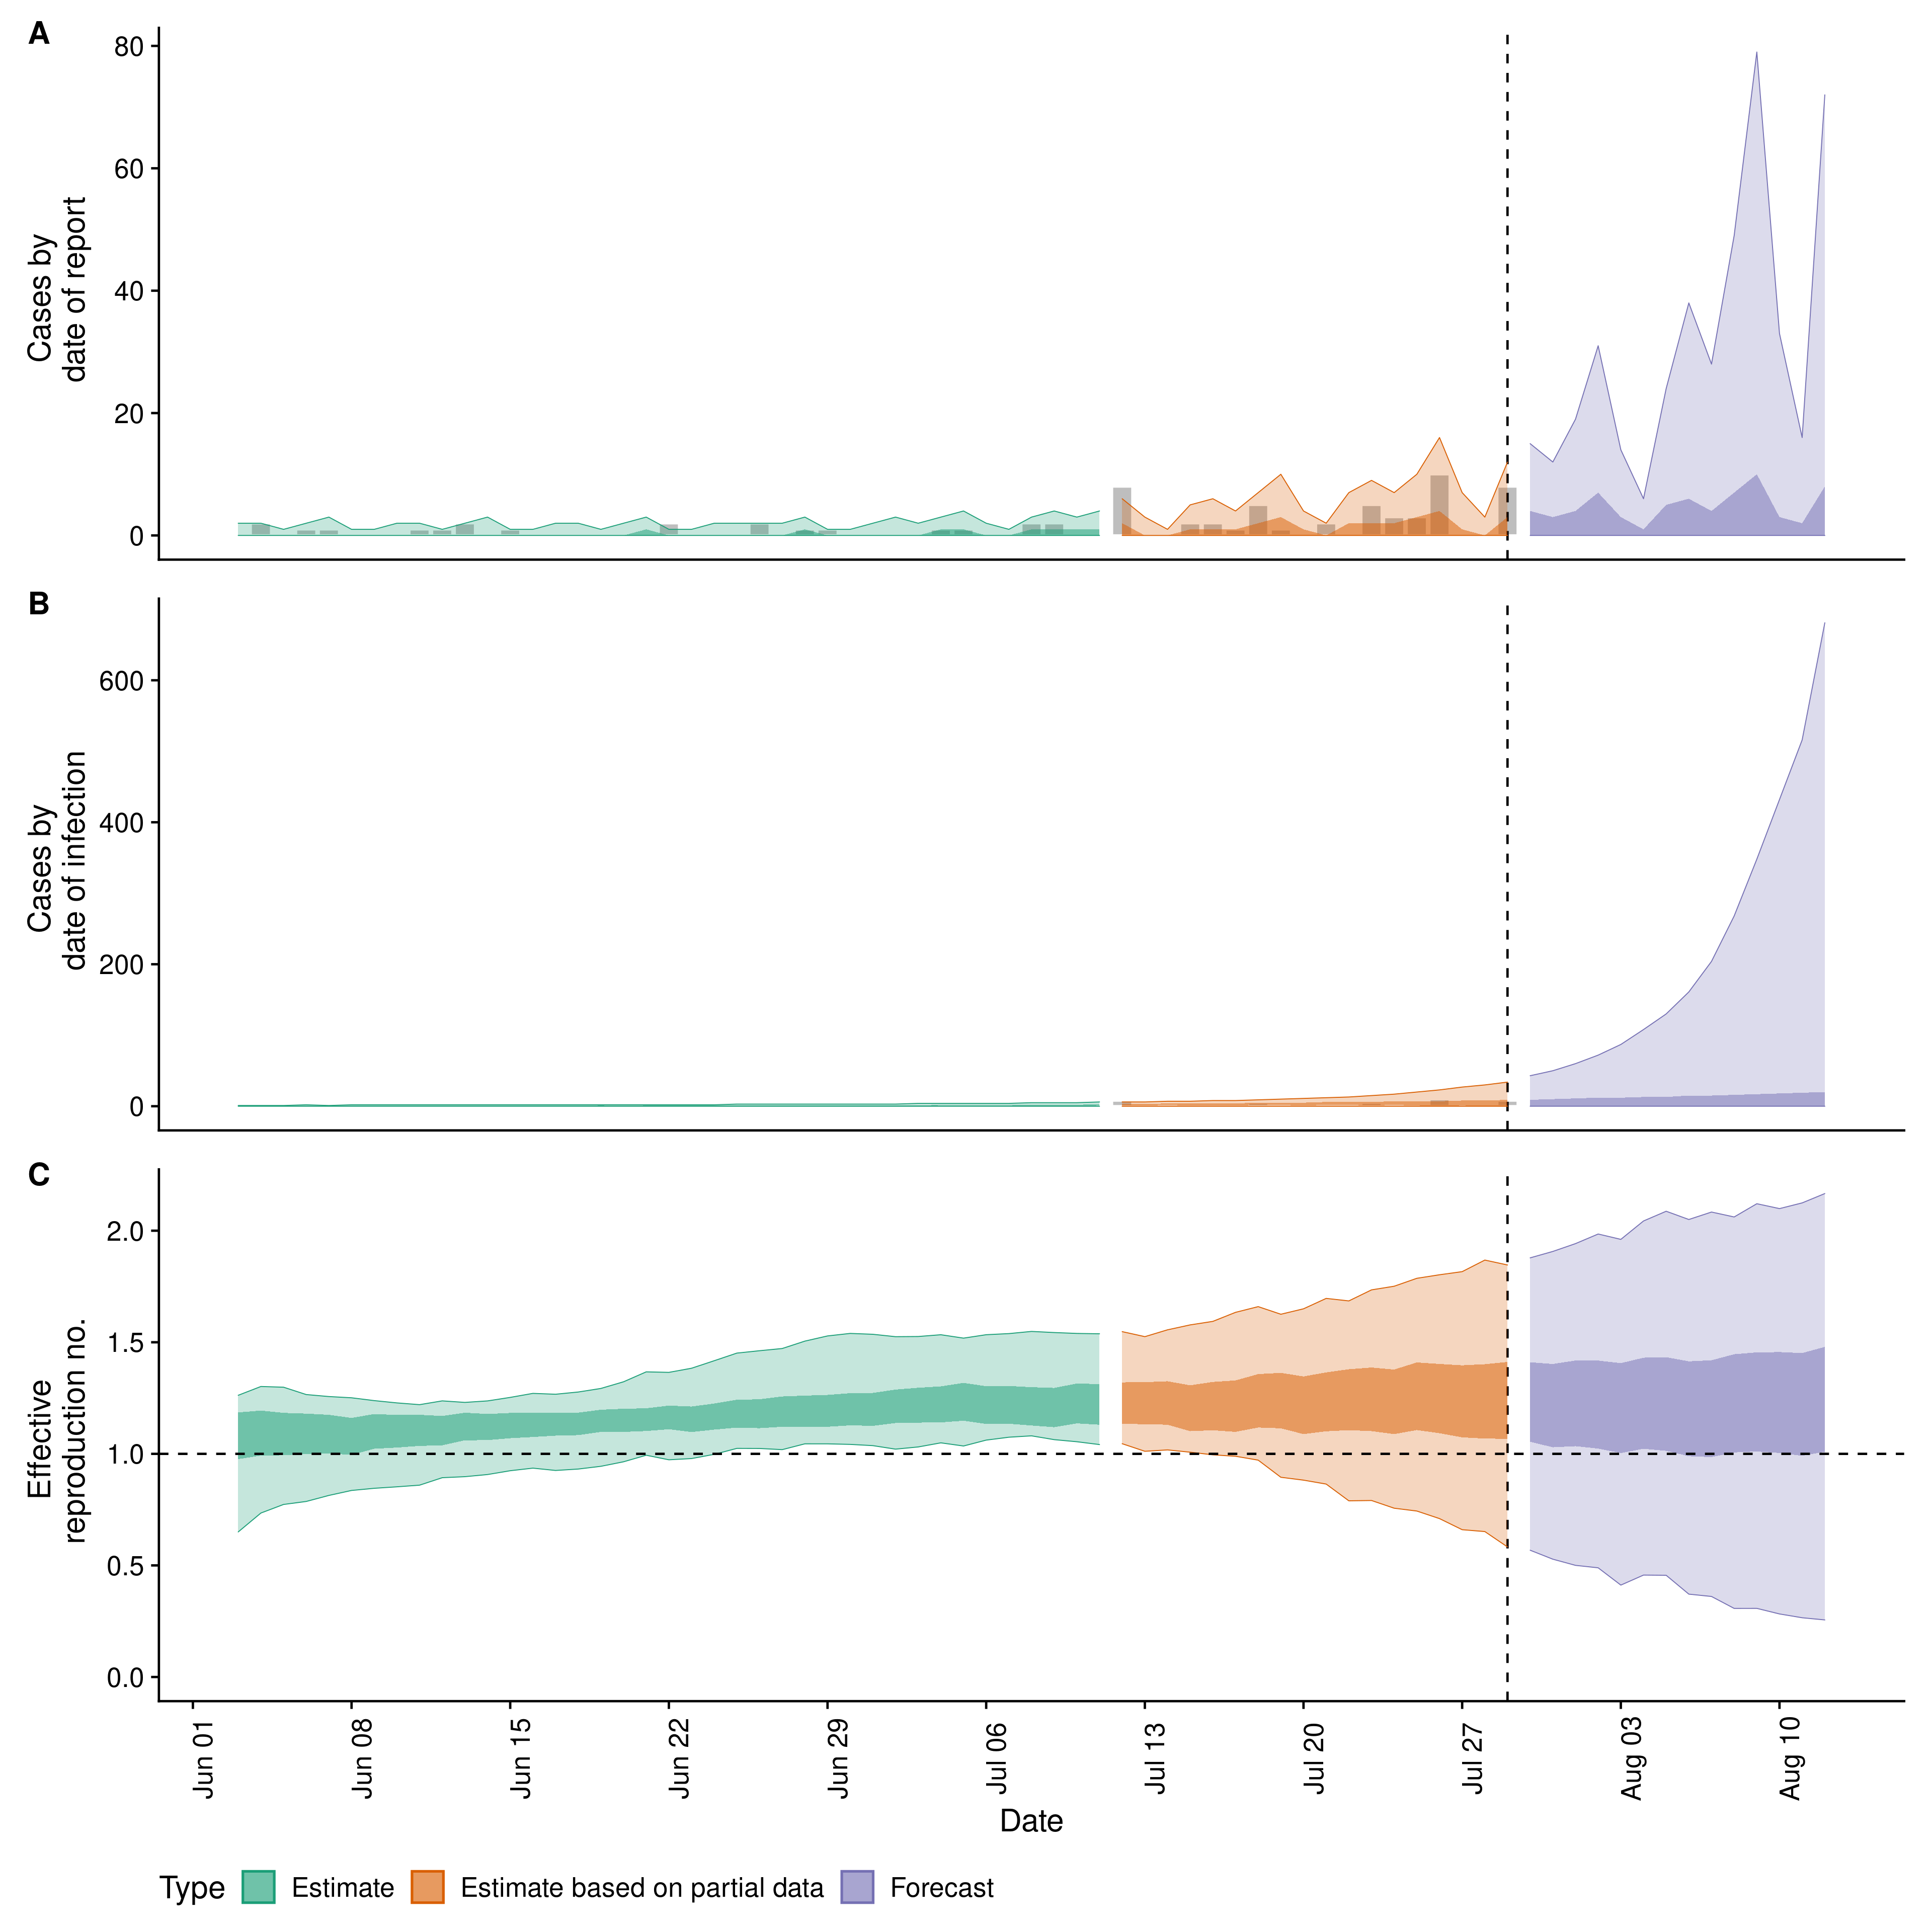 A
80
60
40
20
0
Cases by
date of report
B
600
400
200
0
Cases by
date of infection
C
2.0
1.5
1.0
0.5
0.0
Effective
reproduction no.
Jun 01
Jun 08
Jun 15
Jun 22
Jun 29
Jul 06
Jul 13
Jul 20
Jul 27
Aug 03
Aug 10
Date
Type Estimate Estimate based on partial data Forecast